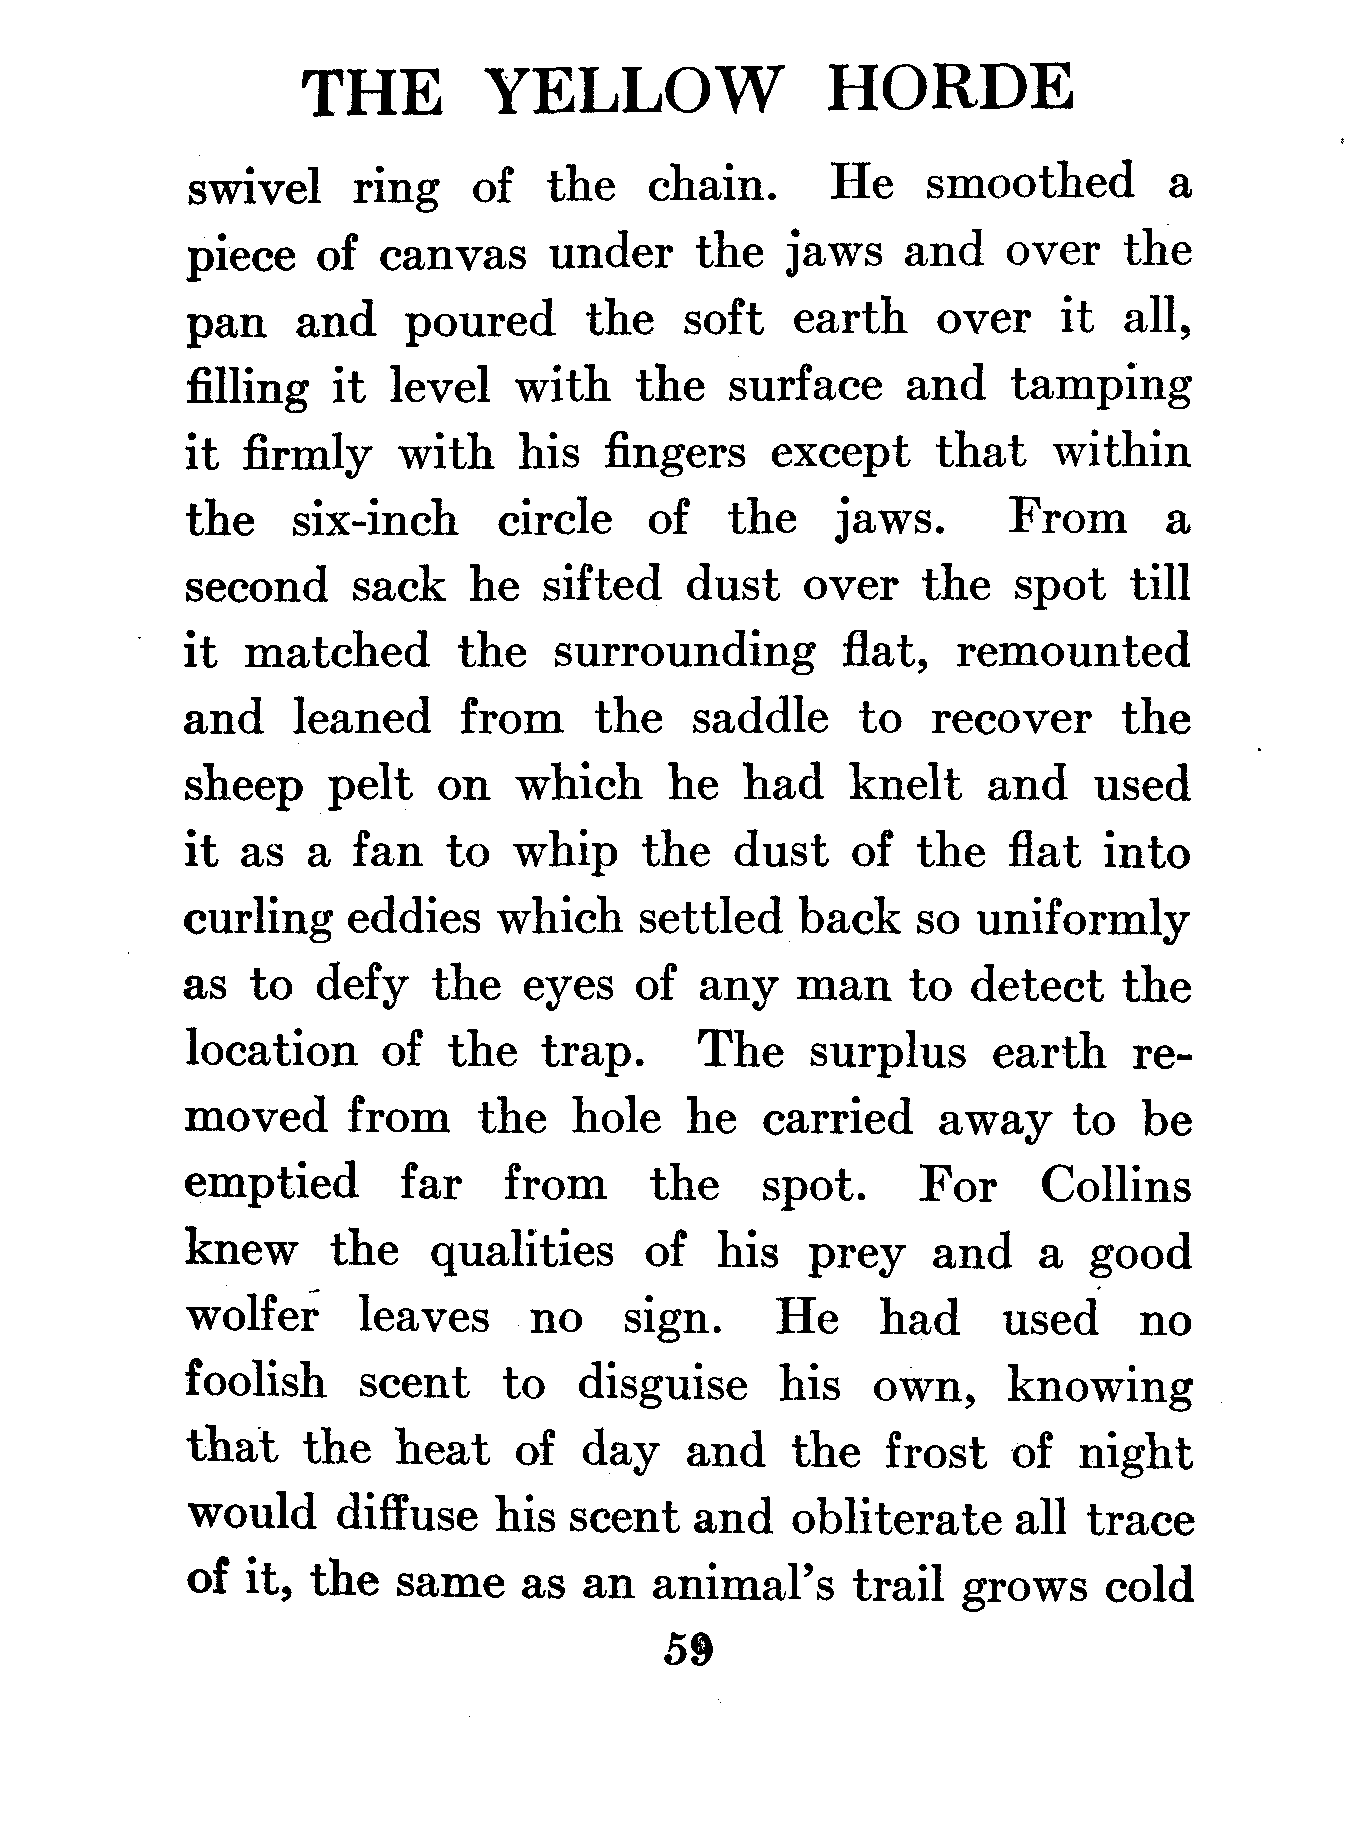 THE YELLOW HORDE
swivel ring of the chain. He smoothed a
piece of canvas under the jaws and over the
pan and poured the soft earth over it all,
filling it level with the surface and tamping
it firmly with his fingers except that within
the six-inch circle of the jaws. From a
second sack he sifted dust over the spot till
it matched the surrounding flat, remounted
and leaned from the saddle to recover the
sheep pelt on which he had knelt and used
it as a fan to whip the dust of the flat into
curling eddies which settled back so uniformly
as to defy the eyes of any man to detect the
location of the trap. The surplus earth re-
moved from the hole he carried away to be
emptied far from the spot. For Collins
knew the qualities of his prey and a good
wolfer leaves no sign. He had used no
foolish scent to disguise his own, knowing
that the heat of day and the frost of night
would diffuse his scent and obliterate all trace
of it, the same as an animal's trail grows cold
59